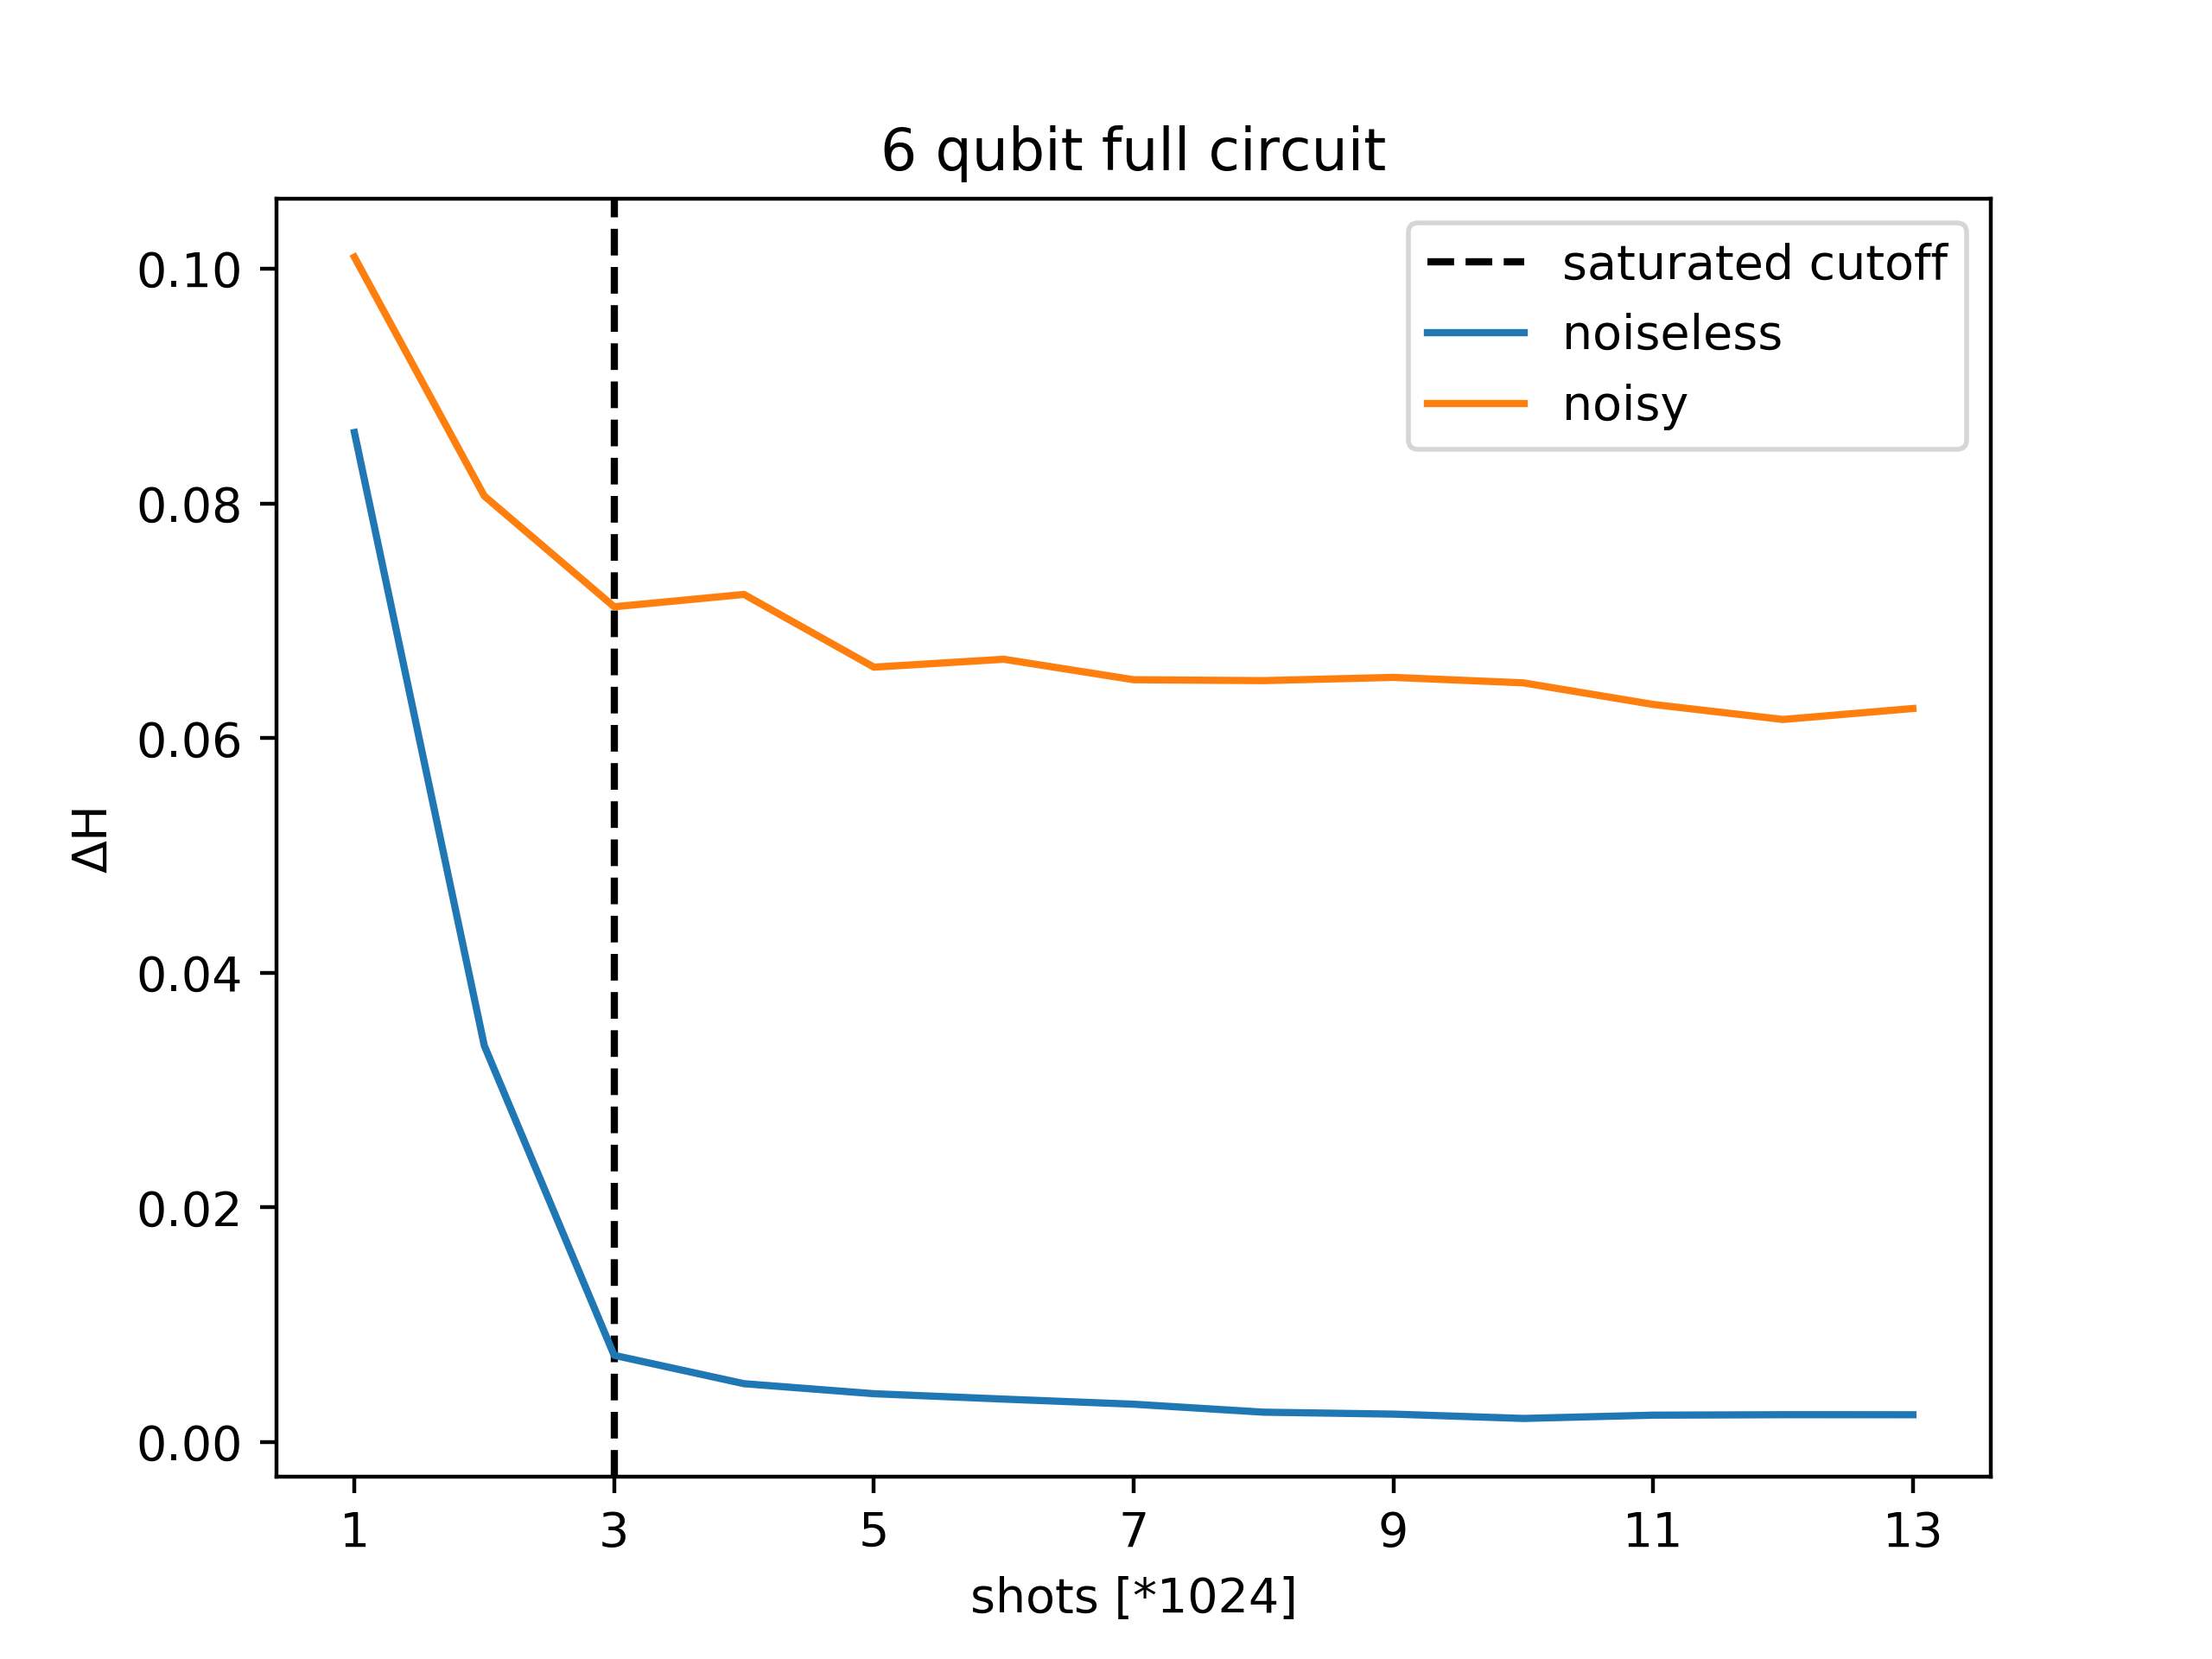 6 qubit full circuit
saturated cutoff
noiseless
noisy
0.10
0.08
0.06
0.04
0.02
0.00
ΔH
1 3 5 7 9 11 13
shots [*1024]